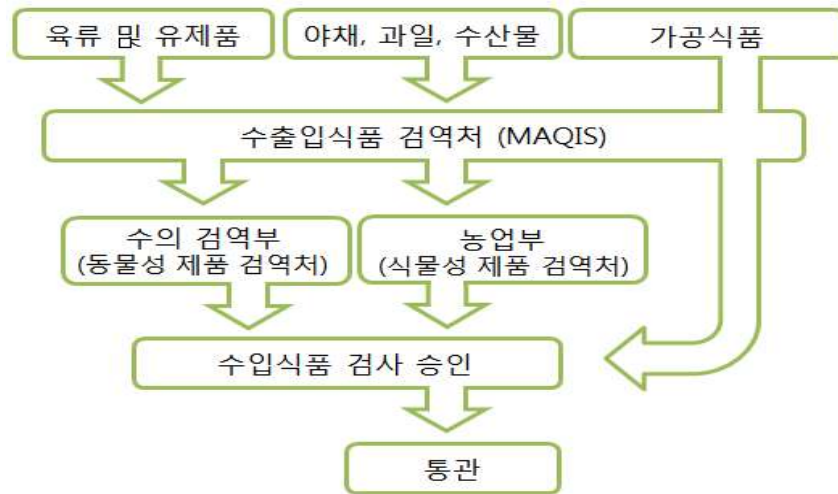 육류 및 유제품
야채, 과일, 수산물
가공식품
수출입식품 검역처 (MAQIS)
수의 검역부
(동물성 제품 검역처)
농업부
(식물성 제품 검역처)
수입식품 검사 승인
통관